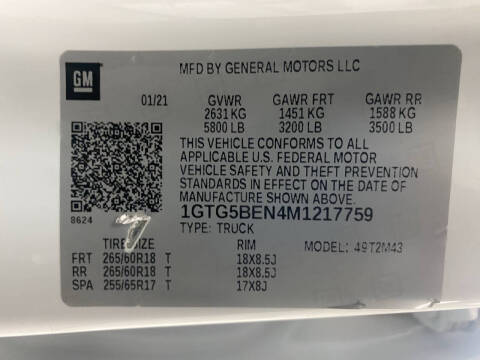 GM
MFD BY GENERAL MOTORS LLC
01/21 GVWR GAWR FRT GAWR RR
2631 KG 1451 KG 1588 KG
5800 LB 3200 LB 3500 LB
THIS VEHICLE CONFORMS TO ALL
APPLICABLE U.S. FEDERAL MOTOR
VEHICLE SAFETY AND THEFT PREVENTION
STANDARDS IN EFFECT ON THE DATE OF
MANUFACTURE SHOWN ABOVE.
8624 1GTG5BEN4M1217759
TYPE: TRUCK
TIRE SIZE RIM MODEL: 49T2M43
FRT 265/60R18 T 18X8.5J
RR 265/60R18 T 18X8.5J
SPA 255/65R17 T 17X8J